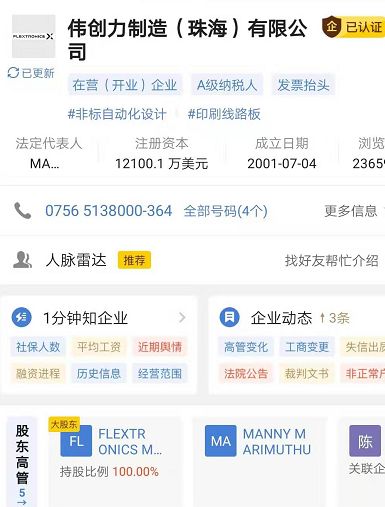 FLEXTRONICS
伟创力制造（珠海）有限公
司
企 已认证
已更新
在营（开业）企业 A级纳税人 发票抬头
#非标自动化设计 #印刷线路板
法定代表人 注册资本 成立日期 浏览
MA... 12100.1 万美元 2001-07-04 2365
0756 5138000-364 全部号码(4个) 更多信息
人脉雷达 推荐 找好友帮忙介绍
1分钟知企业 企业动态 3条
社保人数 平均工资 近期舆情 高管变化 工商变更 失信出
融资进程 历史信息 经营范围 法院公告 裁判文书 非正常户
股东高管 5
大股东
FL FLEXTR
ONICS M...
持股比例 100.00%
MA MANNY M
ARIMUTHU
陈
关联企